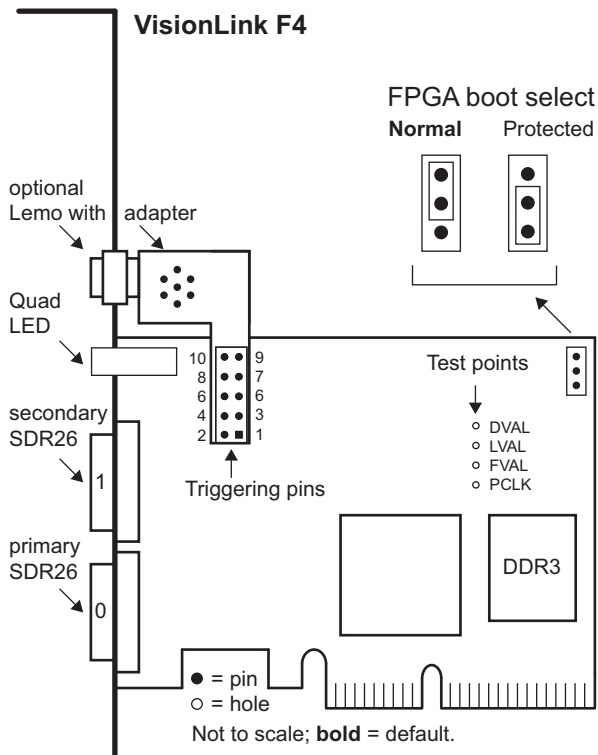 VisionLink F4
FPGA boot select
Normal Protected
optional
Lemo with adapter
Quad
LED
10 9
8 7
6 6
4 3
2 1
Test points
DVAL
LVAL
FVAL
PCLK
secondary
SDR26
1
Triggering pins
primary
SDR26
0
DDR3
= pin
= hole
Not to scale; bold = default.